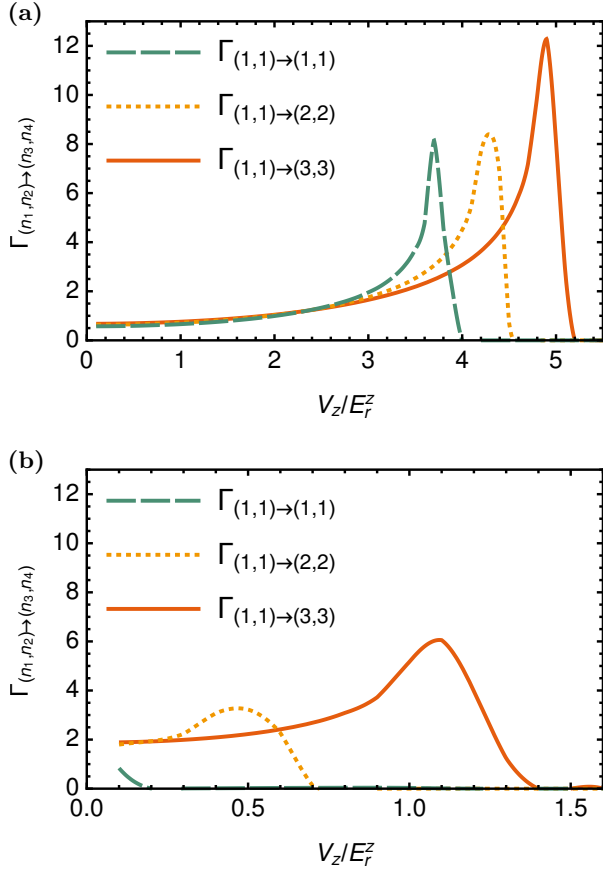 (a)
Γ(1,1)→(1,1)
Γ(1,1)→(2,2)
Γ(1,1)→(3,3)
Γ(n1,n2)→(n3,n4)
12
10
8
6
4
2
0
0 1 2 3 4 5
Vz/Erz
(b)
Γ(1,1)→(1,1)
Γ(1,1)→(2,2)
Γ(1,1)→(3,3)
Γ(n1,n2)→(n3,n4)
12
10
8
6
4
2
0
0.0 0.5 1.0 1.5
Vz/Erz